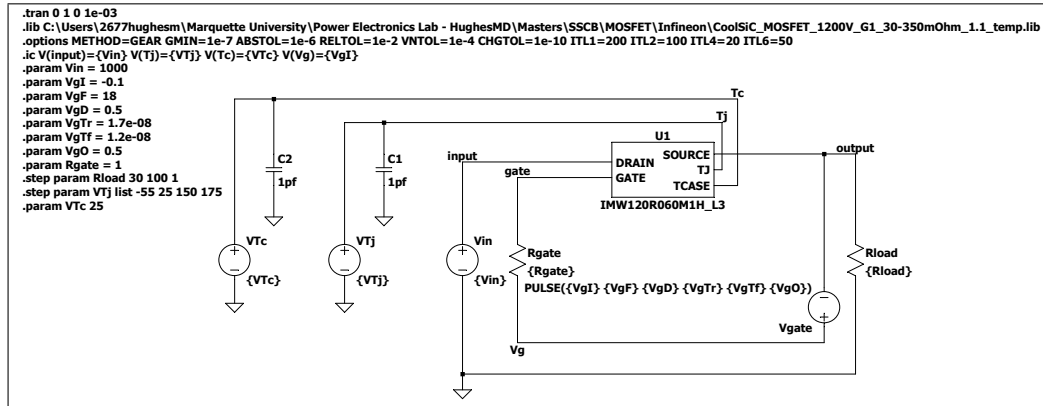 .tran 0 1 0 1e-03
.lib C:\Users\2677hughesm\Marquette University\Power Electronics Lab - HughesMD\Masters\SSCB\MOSFET\Infineon\CoolSiC_MOSFET_1200V_G1_30-350mOhm_1.1_temp.lib
.options METHOD=GEAR GMIN=1e-7 ABSTOL=1e-6 RELTOL=1e-2 VNTOL=1e-4 CHGTOL=1e-10 ITL1=200 ITL2=100 ITL4=20 ITL6=50
.ic V(input)={Vin} V(Tj)={VTj} V(Tc)={VTc} V(Vg)={VgI}
.param Vin = 1000
.param VgI = -0.1
.param VgF = 18
.param VgD = 0.5
.param VgTr = 1.7e-08
.param VgTf = 1.2e-08
.param VgO = 0.5
.param Rgate = 1
.step param Rload 30 100 1
.step param VTj list -55 25 150 175
.param VTc 25
Tc
Tj
U1
C2
1pf
C1
1pf
input
gate
DRAIN
GATE
SOURCE
TJ
TCASE
output
IMW120R060M1H_L3
VTc
{VTc}
VTj
{VTj}
Vin
{Vin}
Rgate
{Rgate}
PULSE({VgI} {VgF} {VgD} {VgTr} {VgTf} {VgO})
Rload
{Rload}
Vgate
Vg